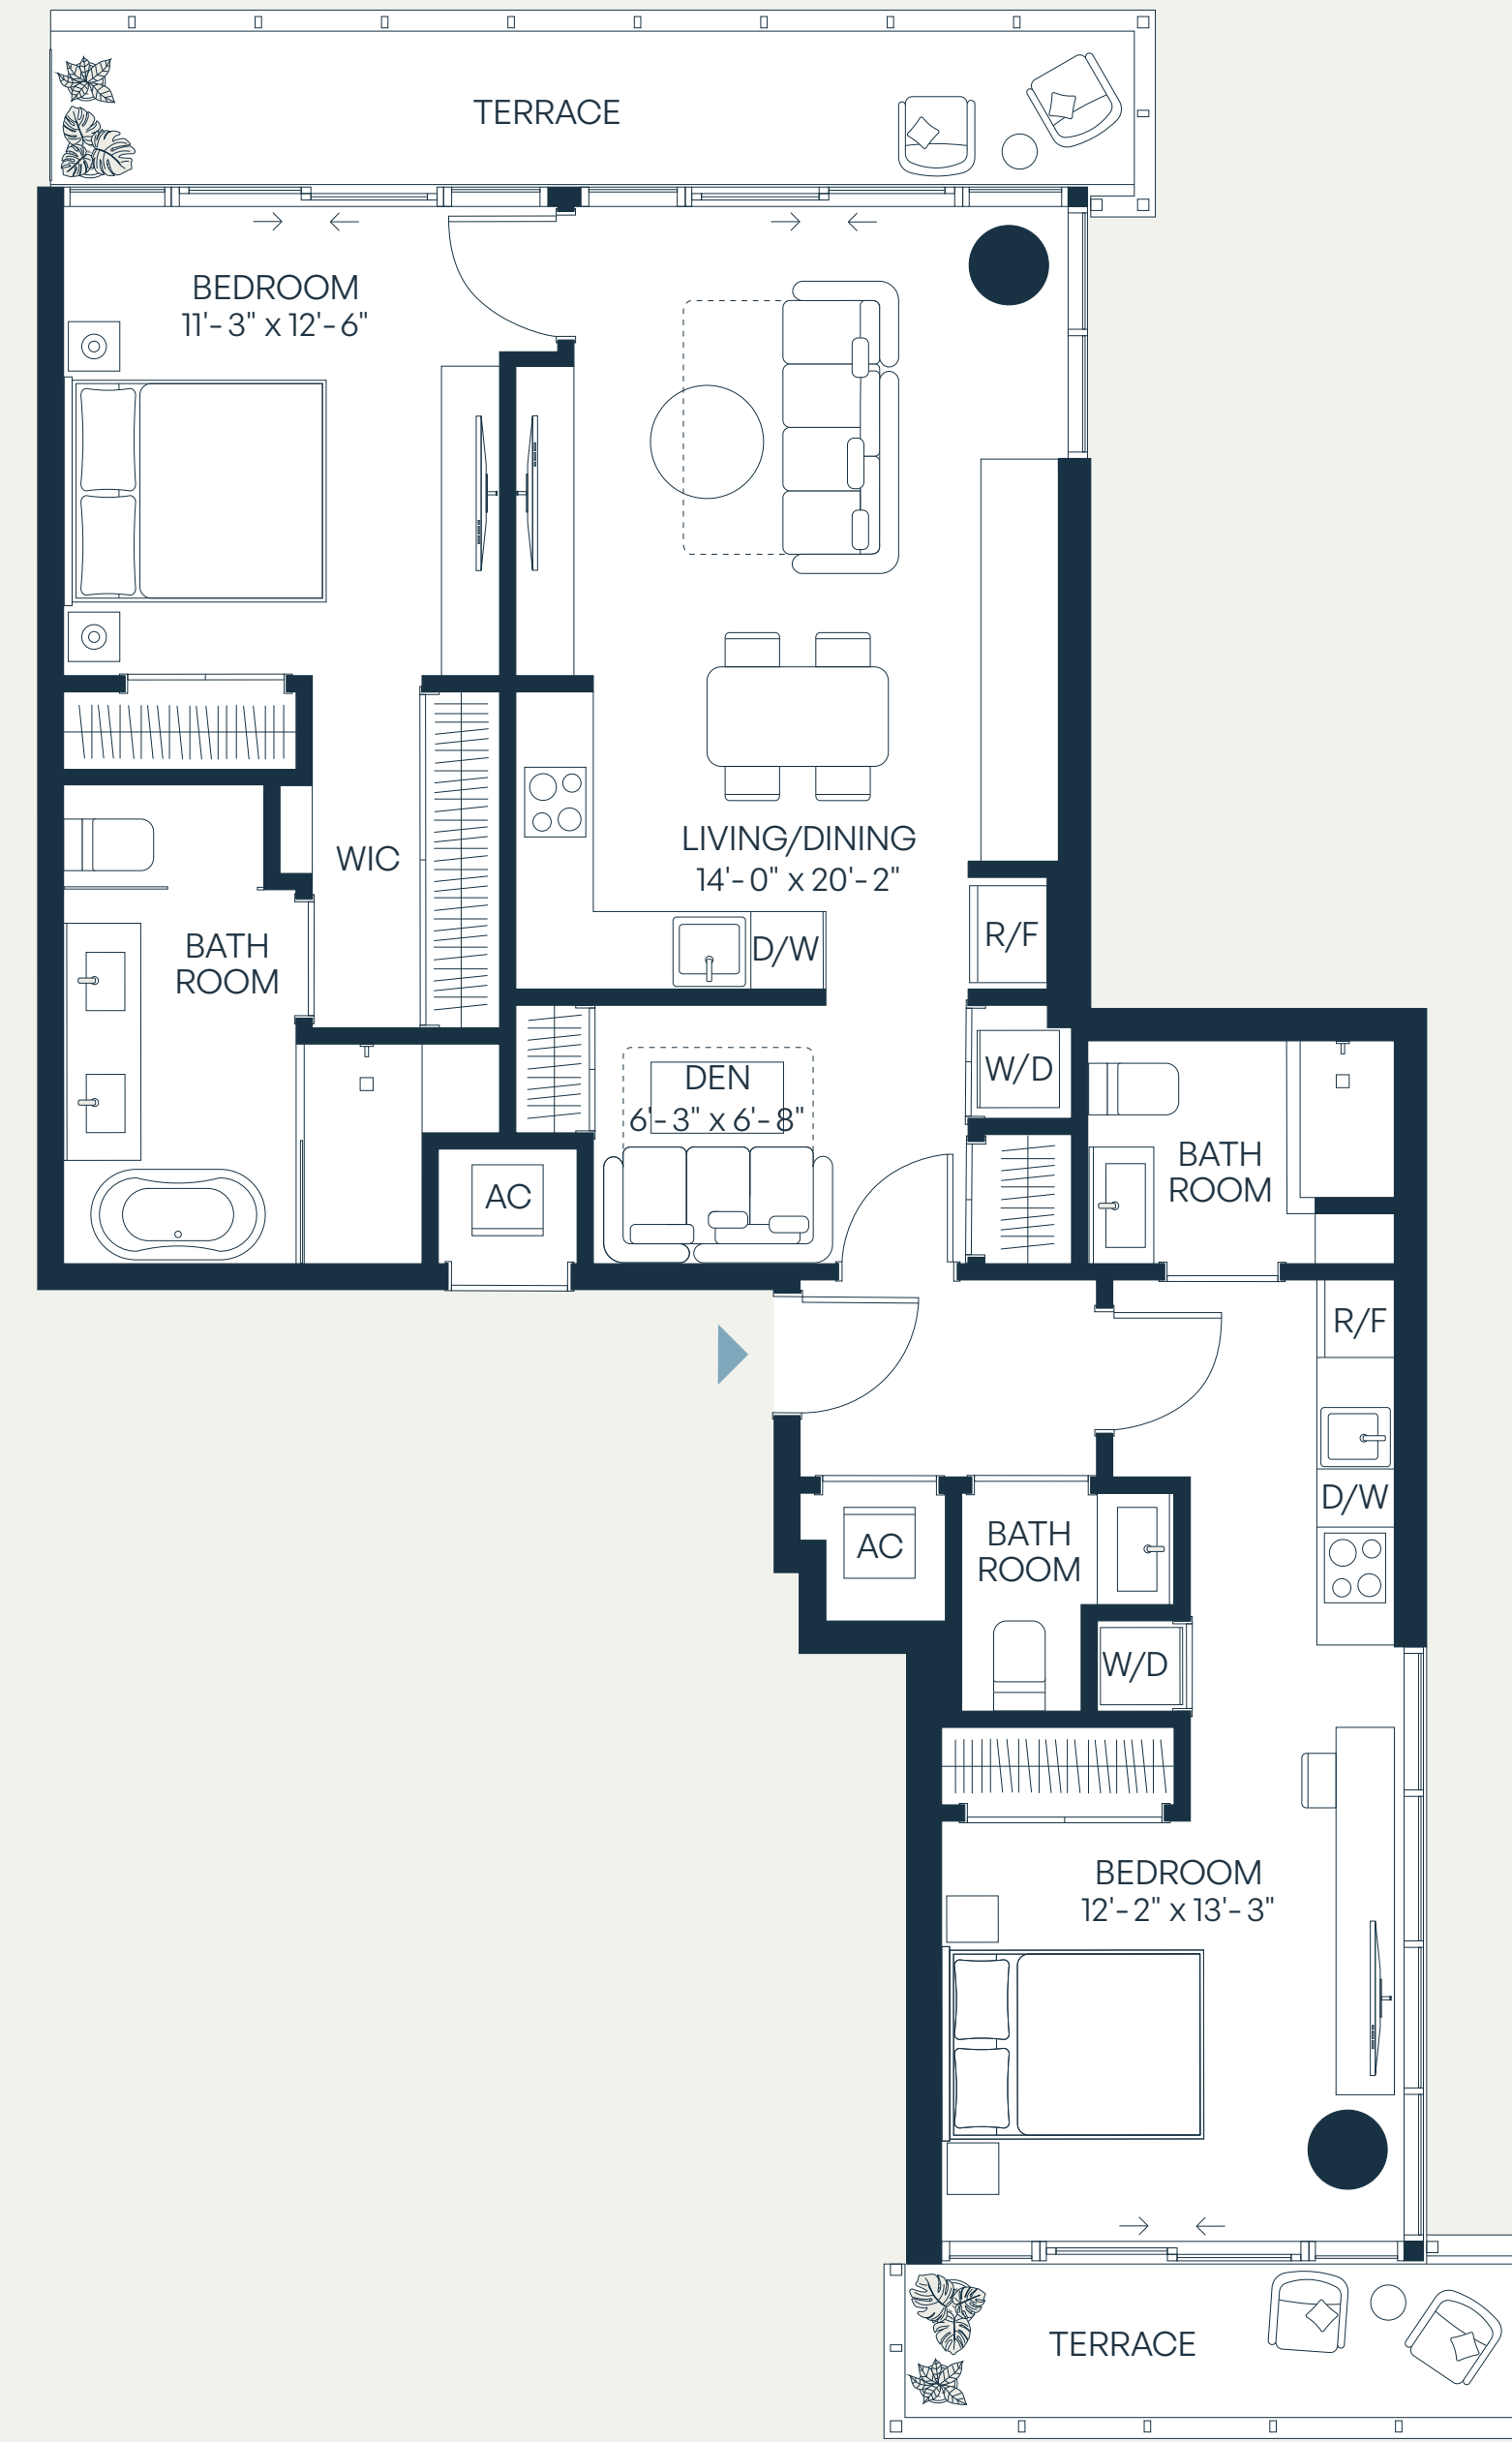 TERRACE
BEDROOM
11'-3" x 12'-6"
LIVING/DINING
14'-0" x 20'-2"
WIC
BATH
ROOM
D/W
R/F
DEN
6'-3" x 6'-8"
W/D
AC
BATH
ROOM
R/F
D/W
AC
BATH
ROOM
W/D
BEDROOM
12'-2" x 13'-3"
TERRACE